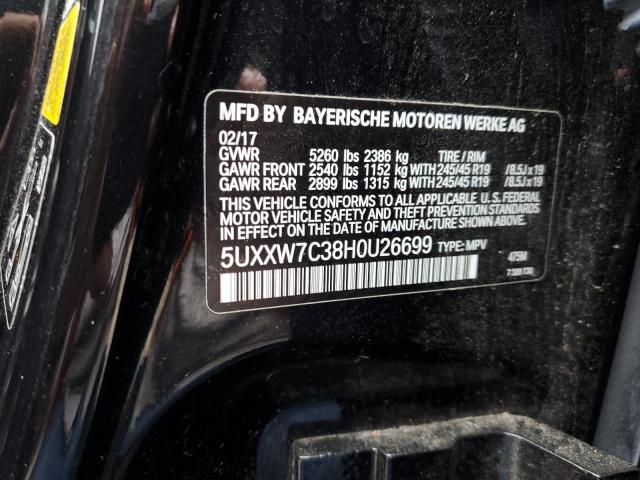 MFD BY BAYERISCHE MOTOREN WERKE AG
02/17
GVWR 5260 lbs 2386 kg TIRE / RIM
GAWR FRONT 2540 lbs 1152 kg WITH 245/45 R19 /8.5J x 19
GAWR REAR 2899 lbs 1315 kg WITH 245/45 R19 /8.5J x 19
THIS VEHICLE CONFORMS TO ALL APPLICABLE U. S. FEDERAL
MOTOR VEHICLE SAFETY AND THEFT PREVENTION STANDARDS
IN EFFECT ON THE DATE OF MANUFACTURE SHOWN ABOVE.
5UXXW7C38H0U26699 TYPE: MPV 475M